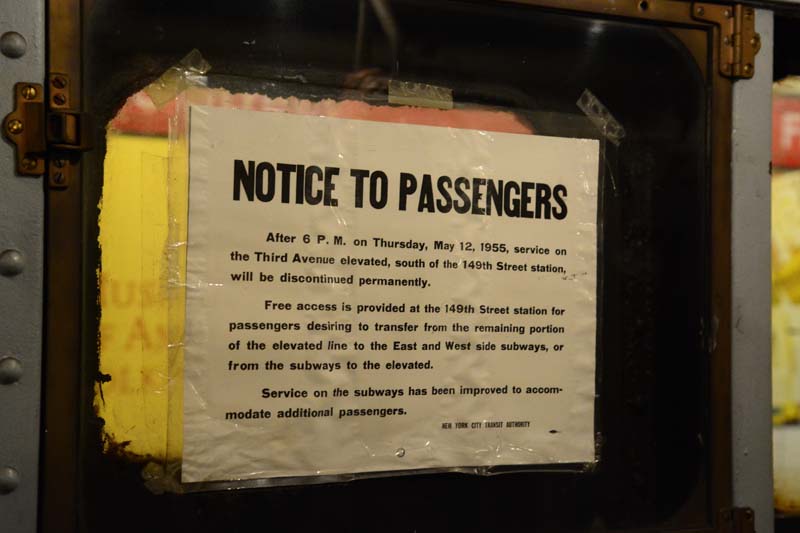 NOTICE TO PASSENGERS
After 6 P. M. on Thursday, May 12, 1955, service on
the Third Avenue elevated, south of the 149th Street station,
will be discontinued permanently.
Free access is provided at the 149th Street station for
passengers desiring to transfer from the remaining portion
of the elevated line to the East and West side subways, or
from the subways to the elevated.
Service on the subways has been improved to accom-
modate additional passengers.
NEW YORK CITY TRANSIT AUTHORITY